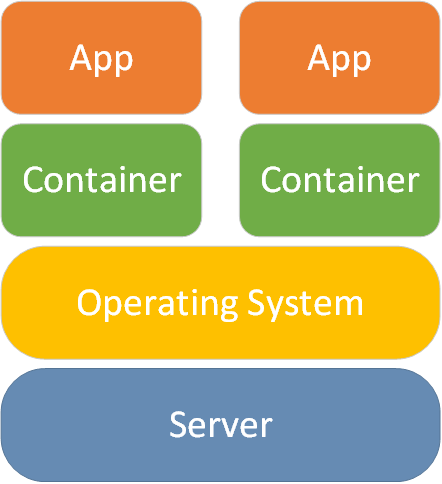 App App
Container Container
Operating System
Server